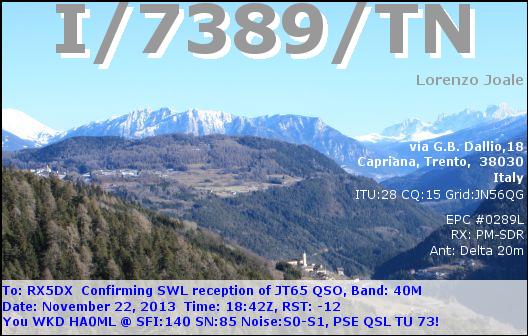 I/7389/TN
Lorenzo Joale
via G.B. Dallio,18
Capriana, Trento, 38030
Italy
ITU:28 CQ:15 Grid:JN56QG
EPC #0289L
RX: PM-SDR
Ant: Delta 20m
To: RX5DX Confirming SWL reception of JT65 QSO, Band: 40M
Date: November 22, 2013 Time: 18:42Z, RST: -12
You WKD HA0ML @ SFI:140 SN:85 Noise:S0-S1, PSE QSL TU 73!